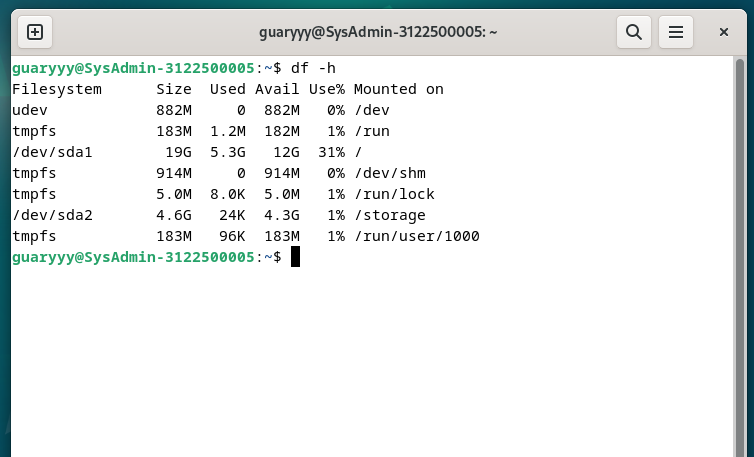 guaryyy@SysAdmin-3122500005: ~
guaryyy@SysAdmin-3122500005:~$ df -h
Filesystem      Size  Used Avail Use% Mounted on
udev            882M     0  882M   0% /dev
tmpfs           183M  1.2M  182M   1% /run
/dev/sda1        19G  5.3G   12G  31% /
tmpfs           914M     0  914M   0% /dev/shm
tmpfs           5.0M  8.0K  5.0M   1% /run/lock
/dev/sda2       4.6G   24K  4.3G   1% /storage
tmpfs           183M   96K  183M   1% /run/user/1000
guaryyy@SysAdmin-3122500005:~$